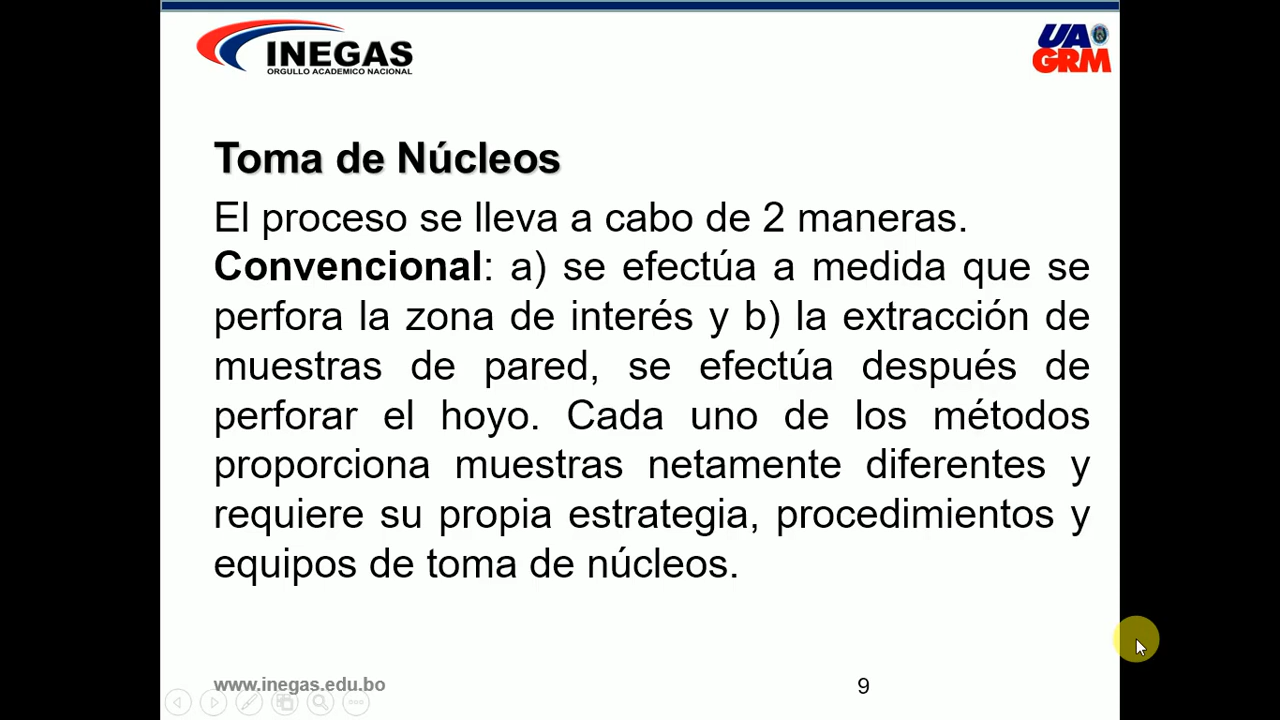 INEGAS
ORGULLO ACADEMICO NACIONAL
UA
GRM
Toma de Núcleos
El proceso se lleva a cabo de 2 maneras.
Convencional: a) se efectúa a medida que se
perfora la zona de interés y b) la extracción de
muestras de pared, se efectúa después de
perforar el hoyo. Cada uno de los métodos
proporciona muestras netamente diferentes y
requiere su propia estrategia, procedimientos y
equipos de toma de núcleos.
www.inegas.edu.bo
9